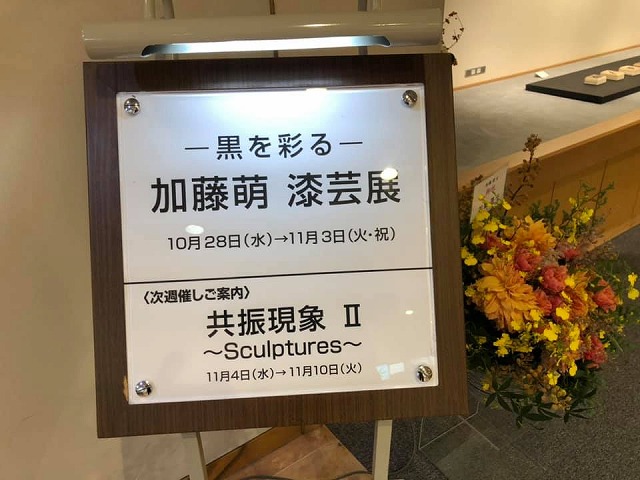 ―黒を彩る―
加藤萌 漆芸展
10月28日(水)→11月3日(火・祝)
〈次週催しご案内〉
共振現象 Ⅱ
～Sculptures～
11月4日(水)→11月10日(火)